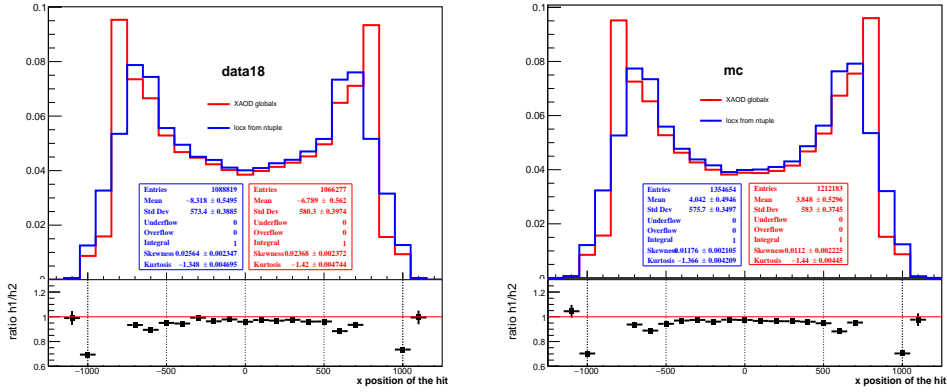 0.1
0.08
0.06
0.04
0.02
0
data18
XAOD globalx
locx from ntuple
Entries 1088819
Mean −8.318 ± 0.5495
Std Dev 573.4 ± 0.3885
Underflow 0
Overflow 0
Integral 1
Skewness 0.02564 ± 0.002347
Kurtosis −1.348 ± 0.004695
Entries 1066277
Mean −6.789 ± 0.562
Std Dev 580.3 ± 0.3974
Underflow 0
Overflow 0
Integral 1
Skewness 0.02368 ± 0.002372
Kurtosis −1.42 ± 0.004744
ratio h1/h2
1.2
1
0.8
0.6
−1000 −500 0 500 1000
x position of the hit
0.1
0.08
0.06
0.04
0.02
0
mc
XAOD globalx
locx from ntuple
Entries 1354654
Mean 4.042 ± 0.4946
Std Dev 575.7 ± 0.3497
Underflow 0
Overflow 0
Integral 1
Skewness 0.01176 ± 0.002105
Kurtosis −1.366 ± 0.004209
Entries 1212183
Mean 3.848 ± 0.5296
Std Dev 583 ± 0.3745
Underflow 0
Overflow 0
Integral 1
Skewness 0.0112 ± 0.002225
Kurtosis −1.44 ± 0.00445
ratio h1/h2
1.2
1
0.8
0.6
−1000 −500 0 500 1000
x position of the hit